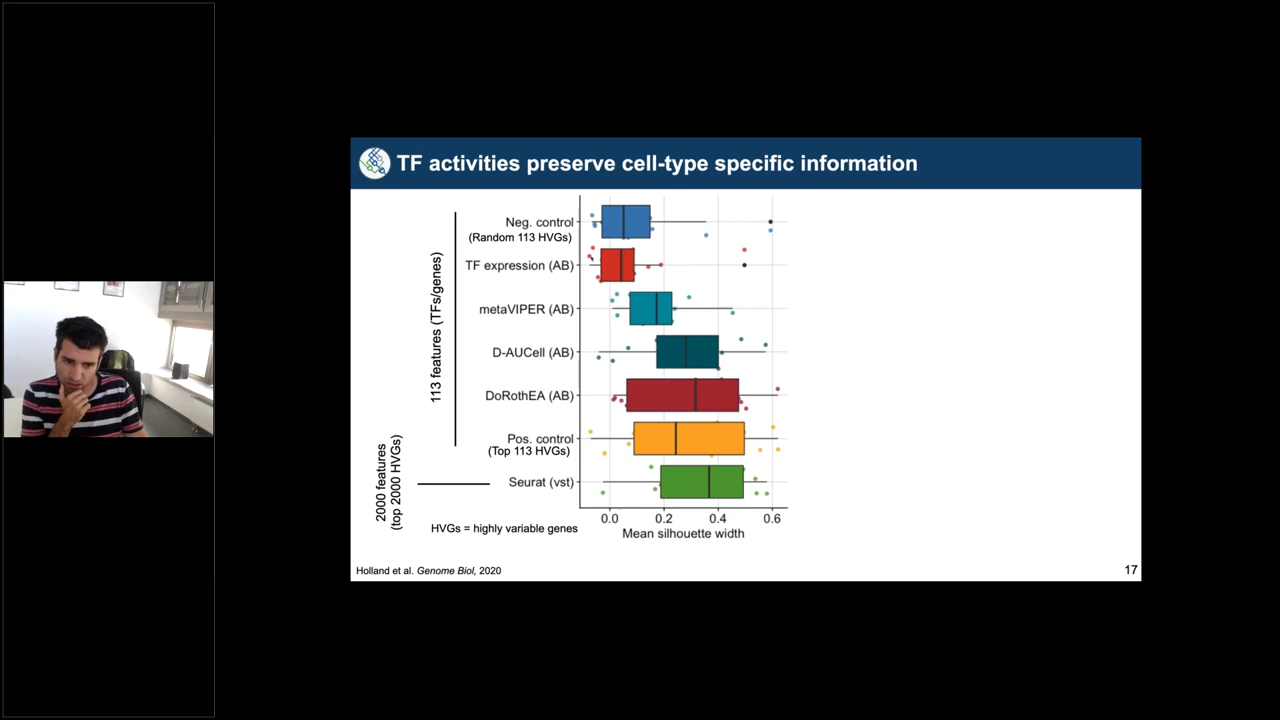 TF activities preserve cell-type specific information
113 features (TFs/genes)
2000 features
(top 2000 HVGs)
Neg. control
(Random 113 HVGs)
TF expression (AB)
metaVIPER (AB)
D-AUCell (AB)
DoRothEA (AB)
Pos. control
(Top 113 HVGs)
Seurat (vst)
0.0 0.2 0.4 0.6
Mean silhouette width
HVGs = highly variable genes
Holland et al. Genome Biol, 2020
17